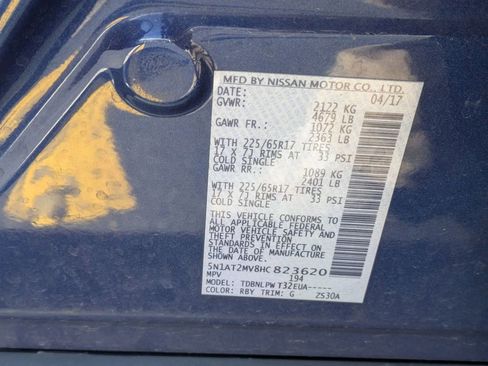 MFD BY NISSAN MOTOR CO., LTD.
DATE: 04/17
GVWR: 2122 KG
4679 LB
GAWR FR.: 1072 KG
2363 LB
WITH 225/65R17 TIRES
17 X 7J RIMS AT 33 PSI
COLD SINGLE
GAWR RR.: 1089 KG
2401 LB
WITH 225/65R17 TIRES
17 X 7J RIMS AT 33 PSI
COLD SINGLE
THIS VEHICLE CONFORMS TO
ALL APPLICABLE FEDERAL
MOTOR VEHICLE SAFETY AND
THEFT PREVENTION
STANDARDS IN EFFECT ON
THE DATE OF MANUFACTURE
SHOWN ABOVE.
5N1AT2MV8HC823620
MPV 194
MODEL: TDBNLPW T32EUA-----
COLOR: RBY TRIM: G ZS30A